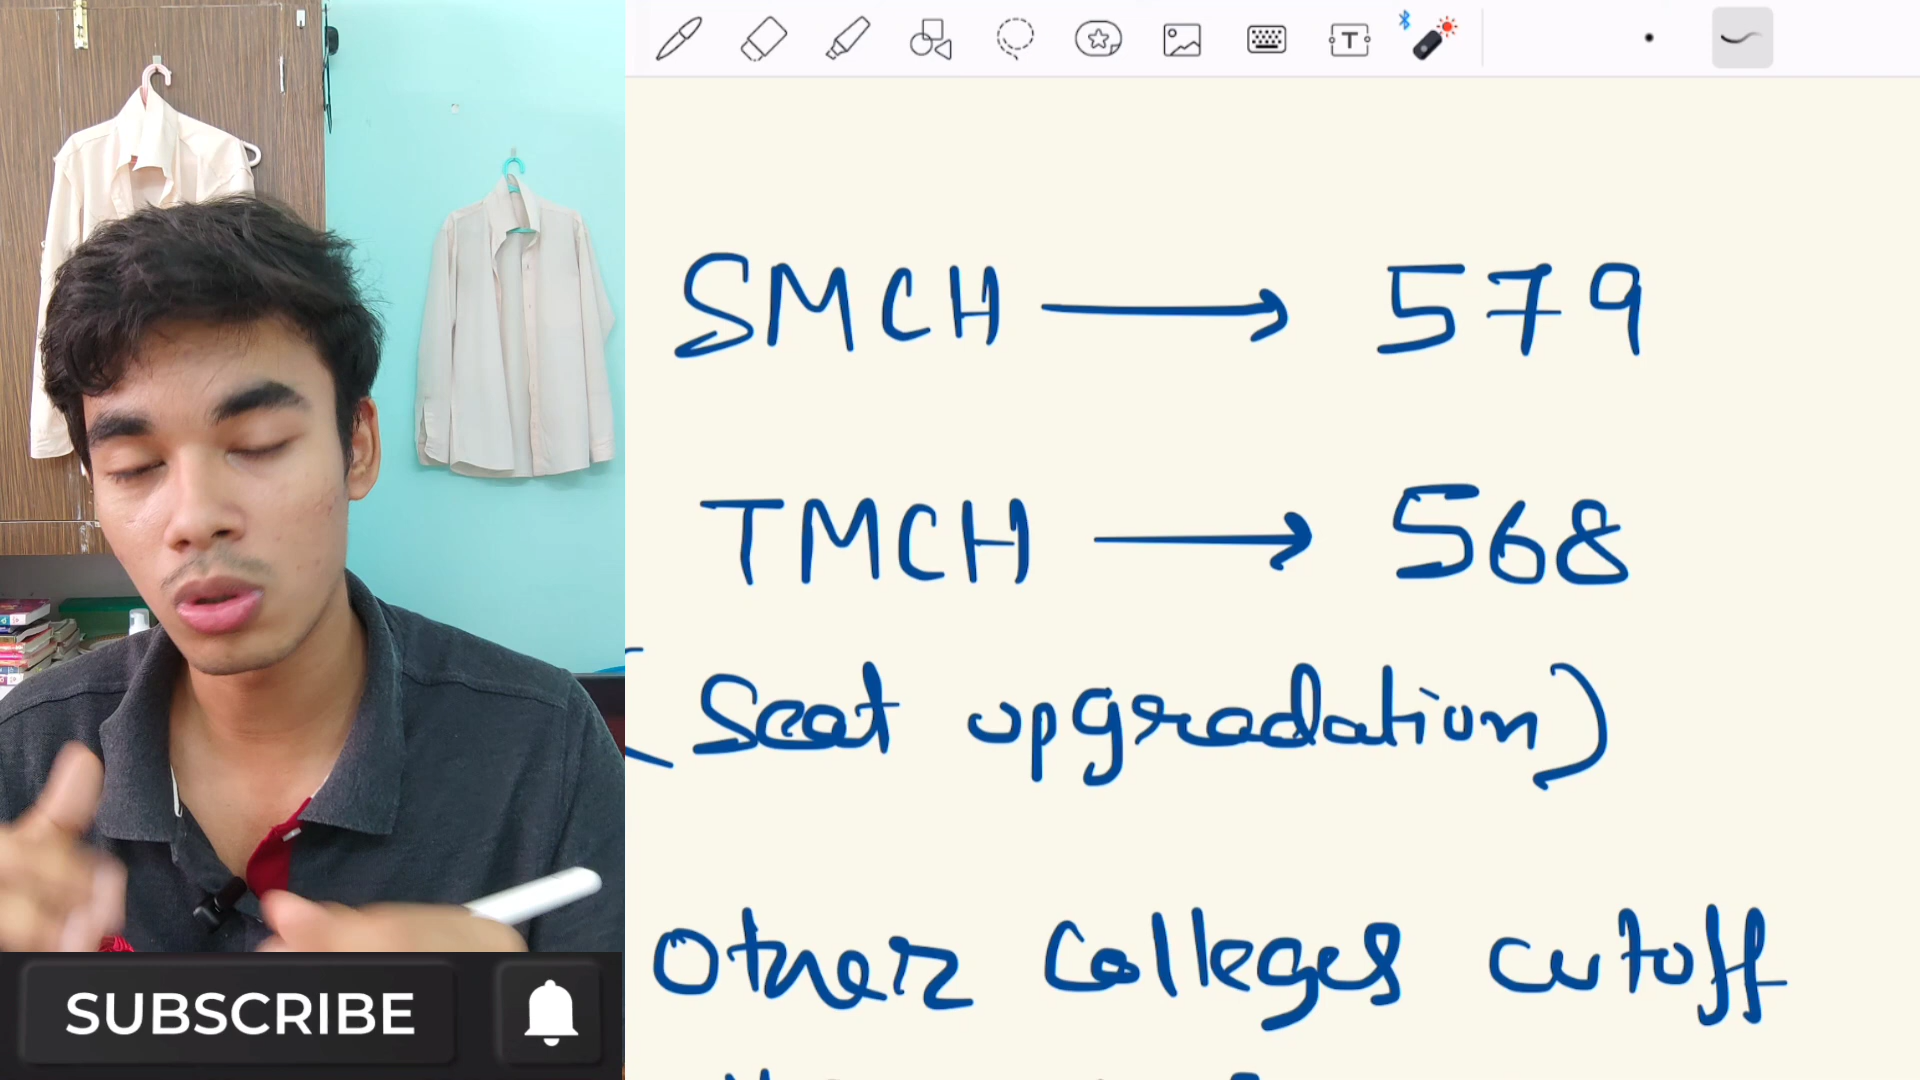 SMCH → 579
TMCH → 568
(Seat upgradation)
Other Colleges cutoff
SUBSCRIBE